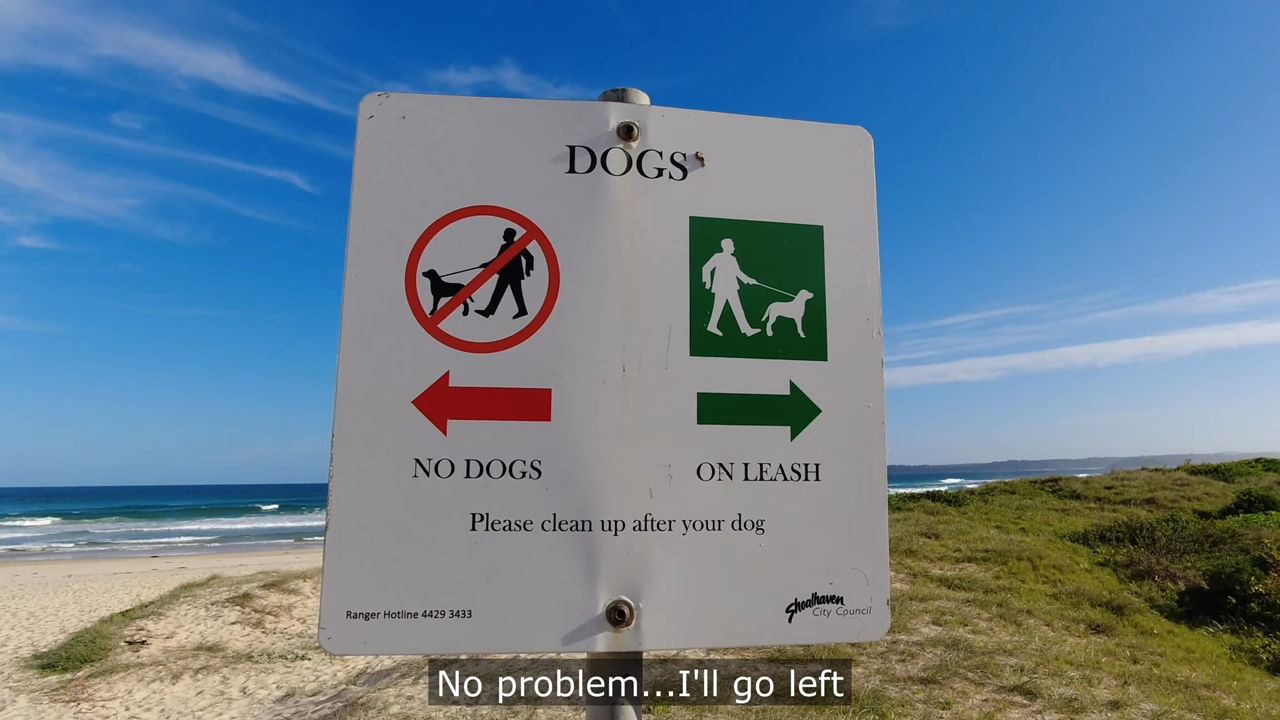 DOGS
NO DOGS
ON LEASH
Please clean up after your dog
Ranger Hotline 4429 3433
Shoalhaven
City Council
No problem...I'll go left